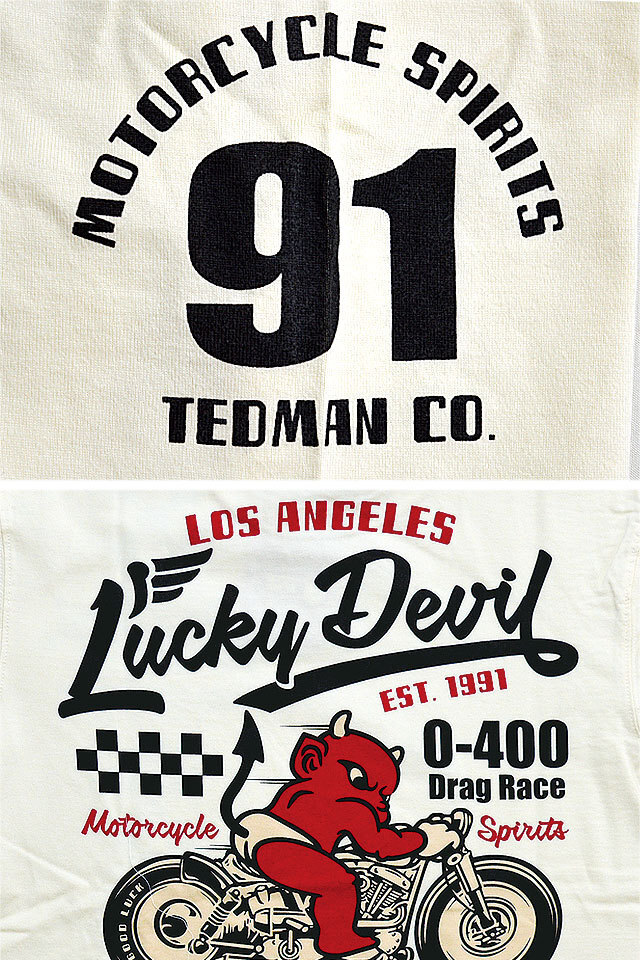 MOTORCYCLE SPIRITS
91
TEDMAN CO.
LOS ANGELES
Lucky Devil
EST. 1991
0-400
Drag Race
Motorcycle Spirits
GOOD LUCK